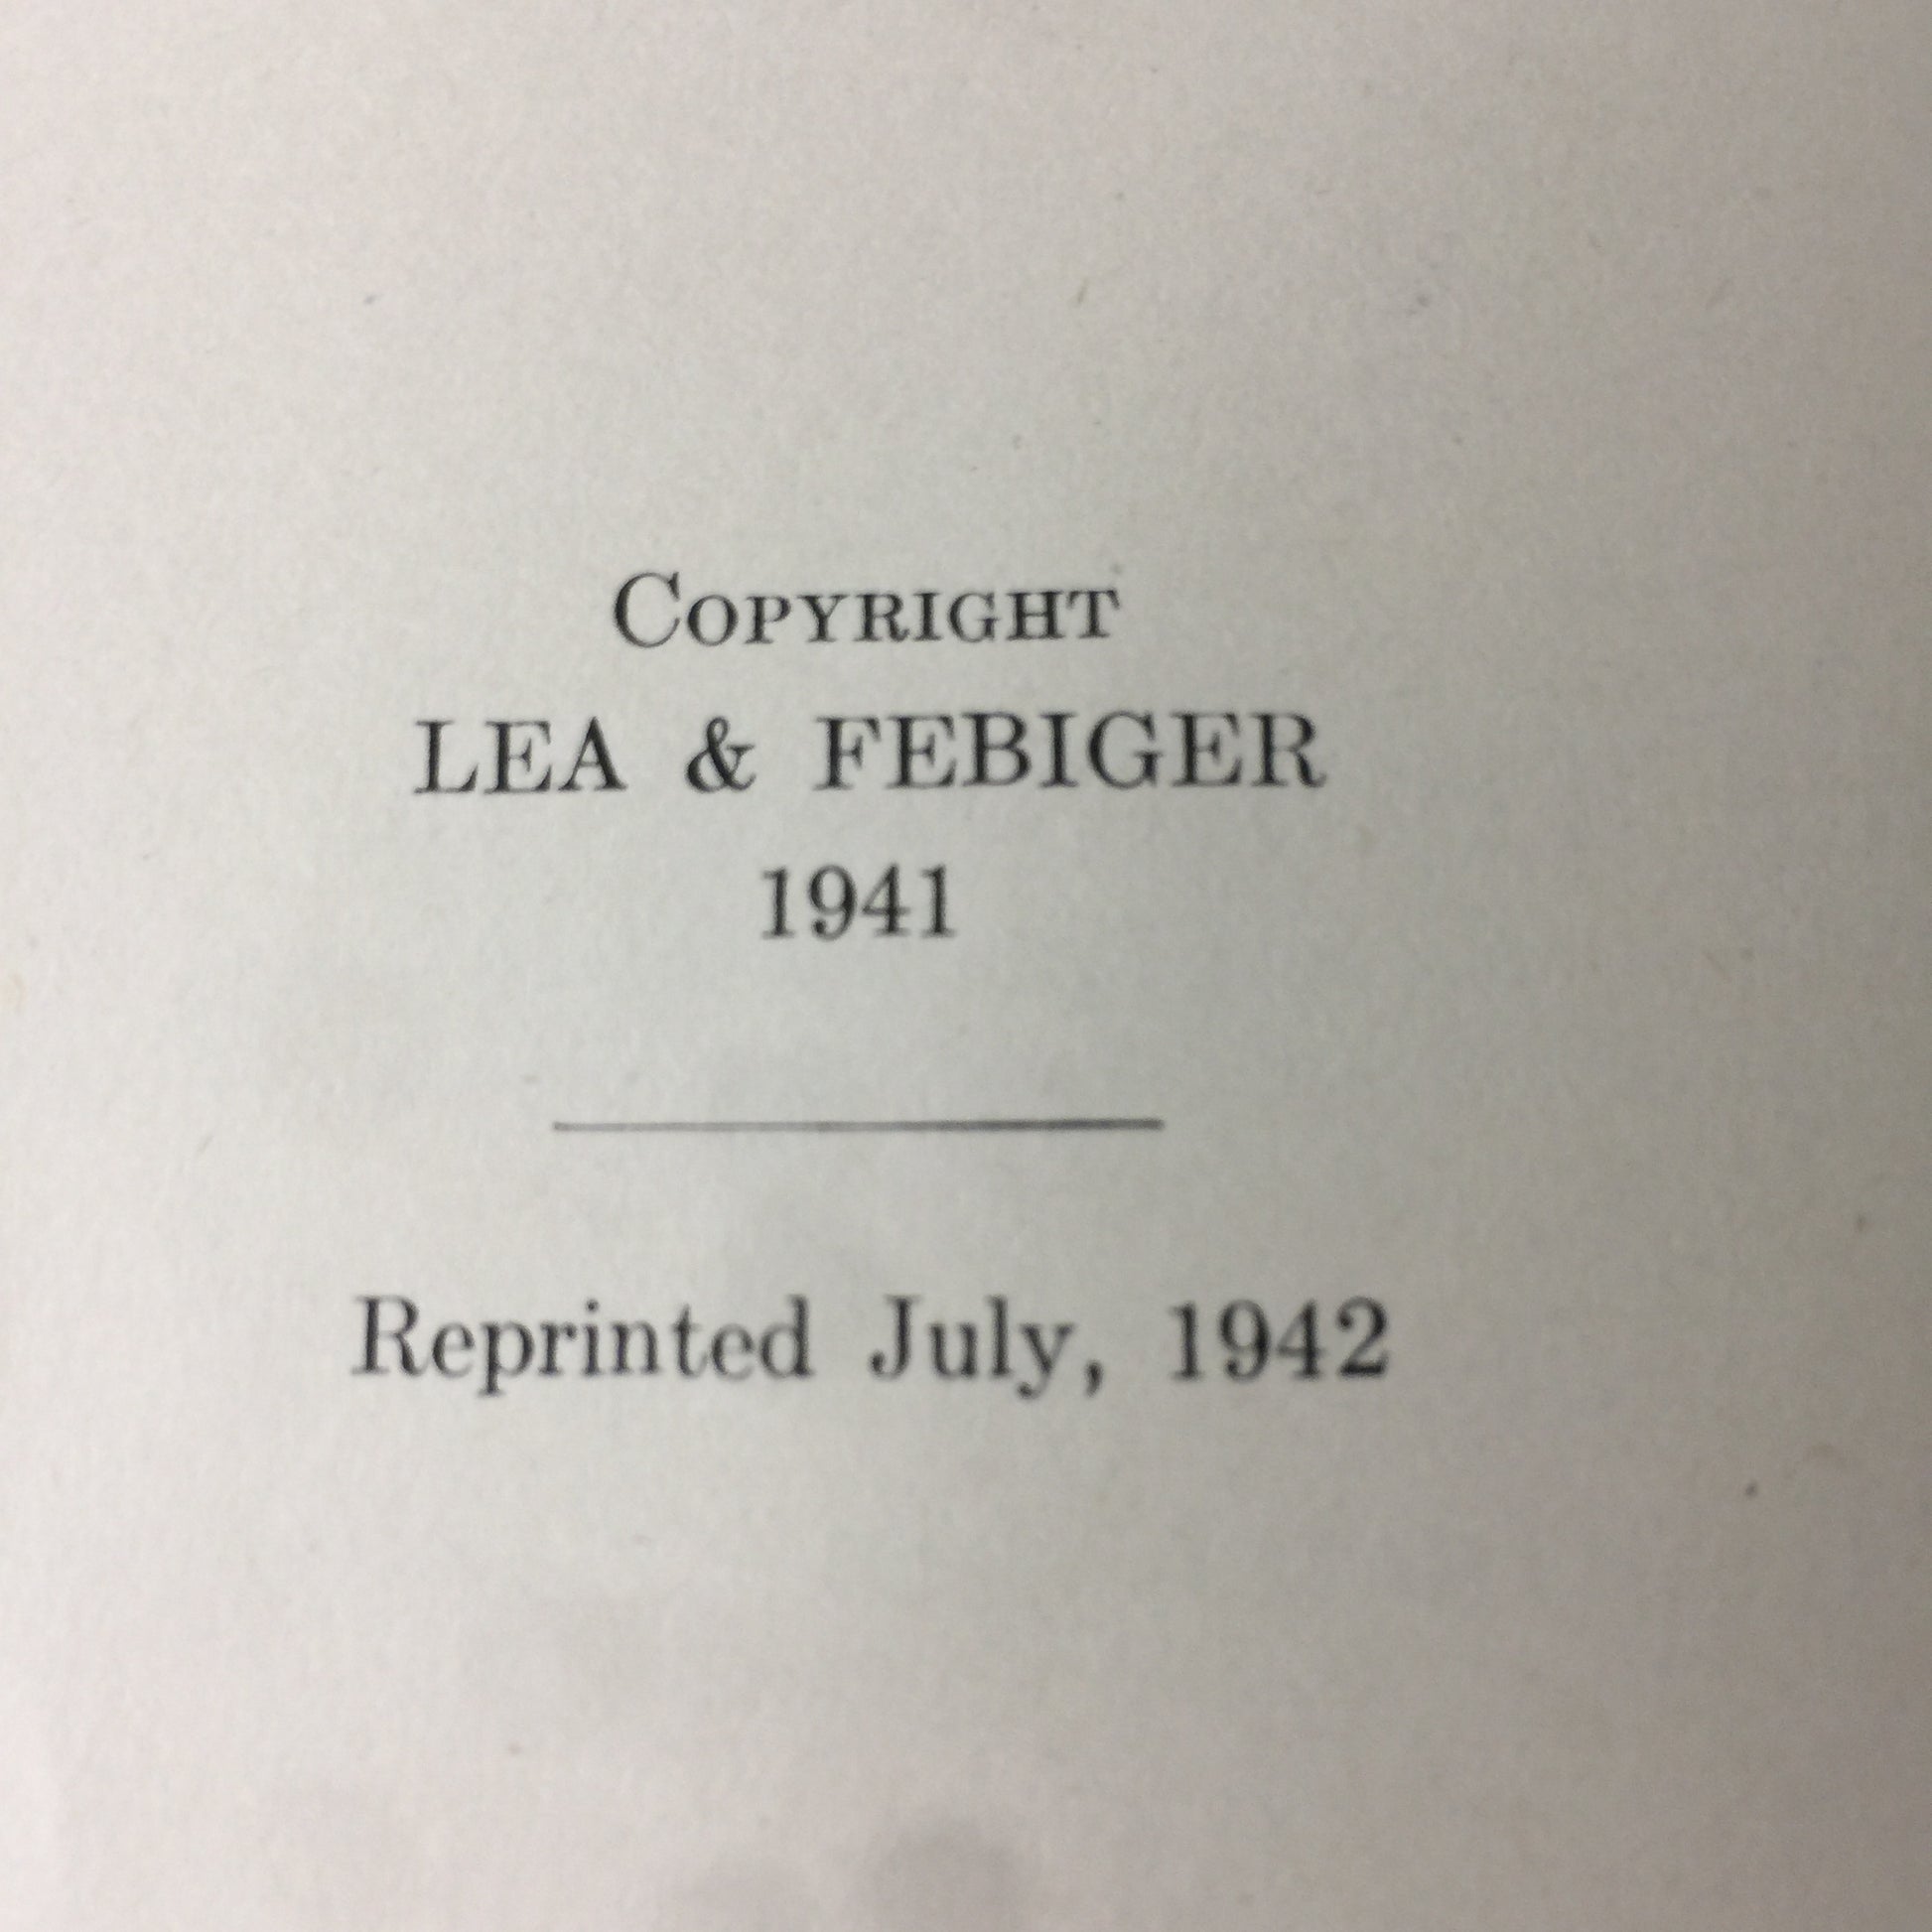 Copyright
LEA & FEBIGER
1941
Reprinted July, 1942